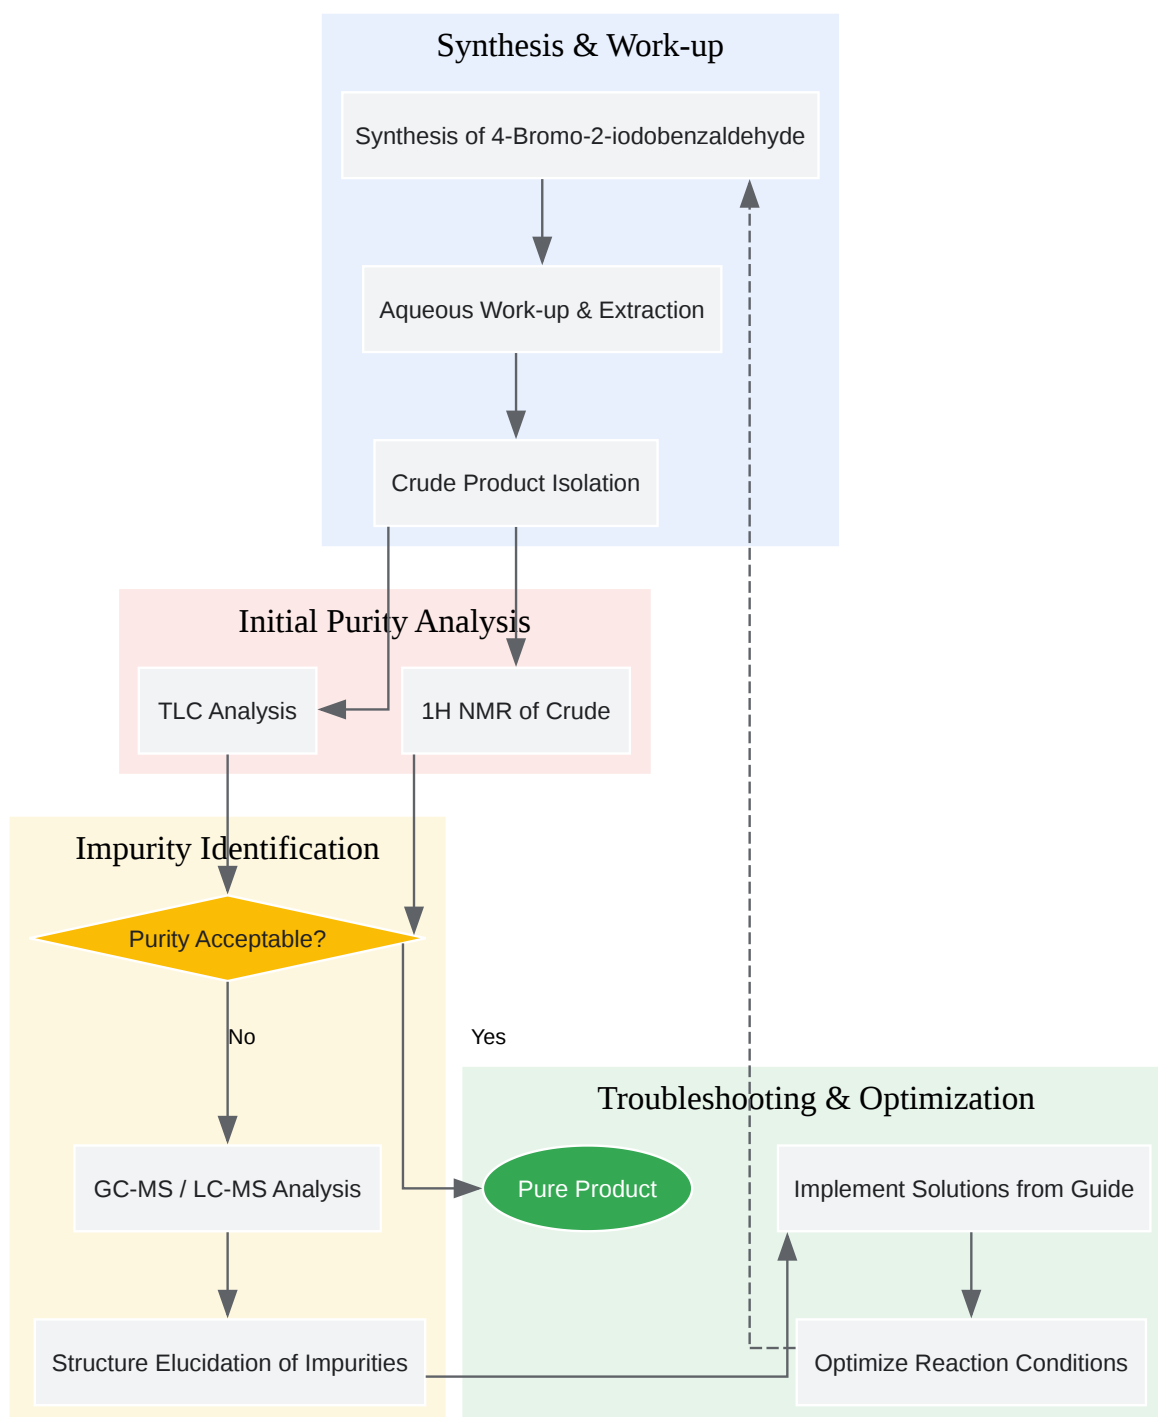 Synthesis & Work-up
Synthesis of 4-Bromo-2-iodobenzaldehyde
Aqueous Work-up & Extraction
Crude Product Isolation
Initial Purity Analysis
TLC Analysis
1H NMR of Crude
Impurity Identification
Purity Acceptable?
No
Yes
Troubleshooting & Optimization
GC-MS / LC-MS Analysis
Pure Product
Implement Solutions from Guide
Structure Elucidation of Impurities
Optimize Reaction Conditions